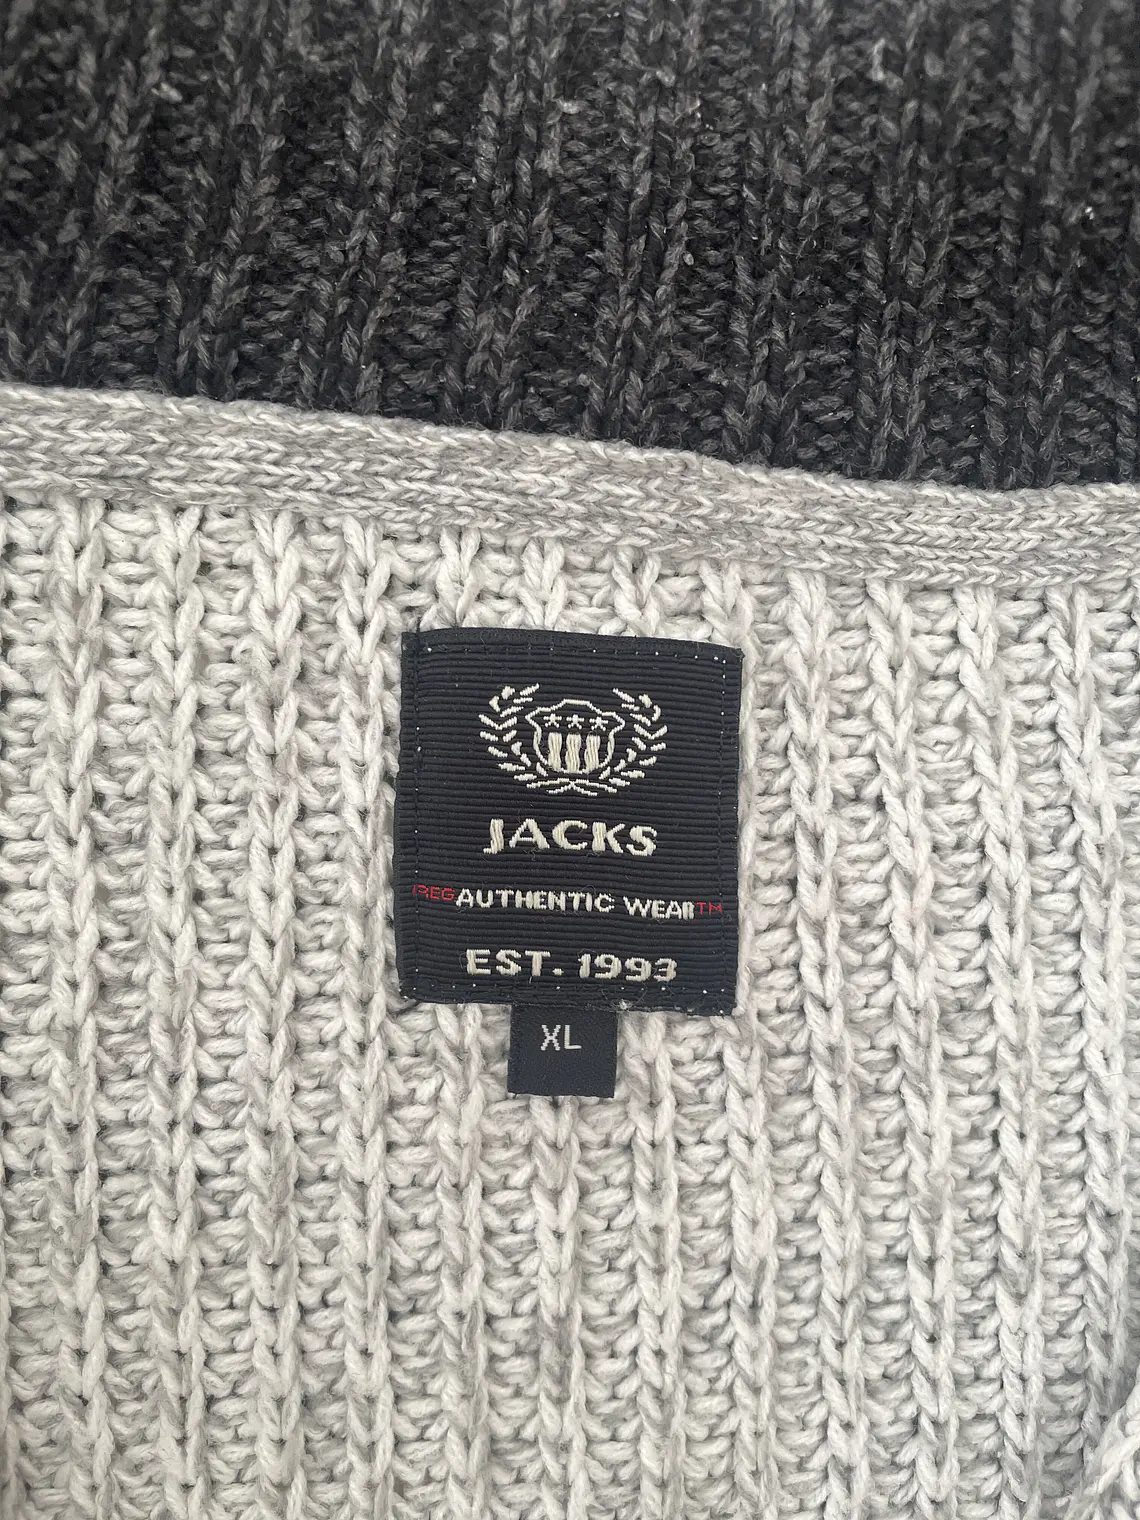 JACKS
REG AUTHENTIC WEAR TM
EST. 1993
XL